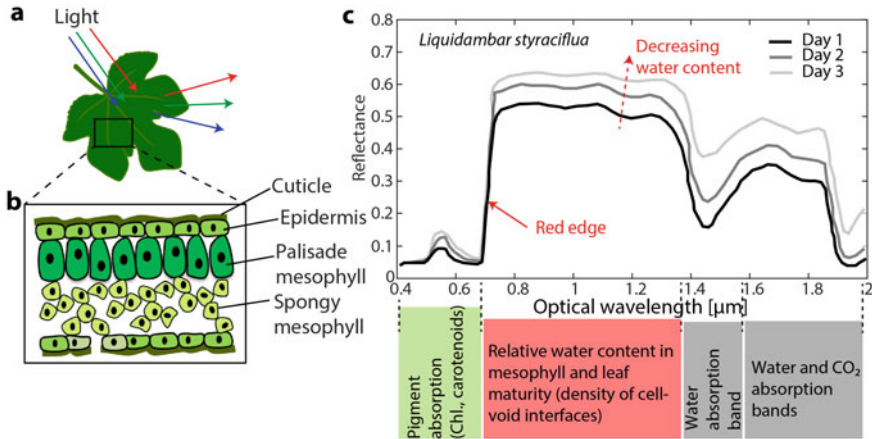 a
Light
b
Cuticle
Epidermis
Palisade
mesophyll
Spongy
mesophyll
c
Liquidambar styraciflua
Decreasing
water content
Day 1
Day 2
Day 3
Red edge
Reflectance
0.8
0.7
0.6
0.5
0.4
0.3
0.2
0.1
0
0.4
0.6
0.8
1
1.2
1.4
1.6
1.8
2
Optical wavelength [µm]
Pigment
absorption
(Chl., carotenoids)
Relative water content in
mesophyll and leaf
maturity (density of cell-
void interfaces)
Water
absorption
band
Water and CO₂
absorption
bands